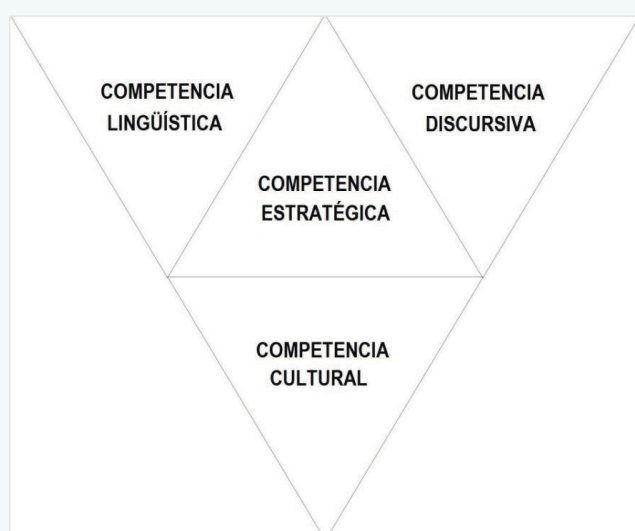 COMPETENCIA
LINGÜÍSTICA
COMPETENCIA
DISCURSIVA
COMPETENCIA
ESTRATÉGICA
COMPETENCIA
CULTURAL